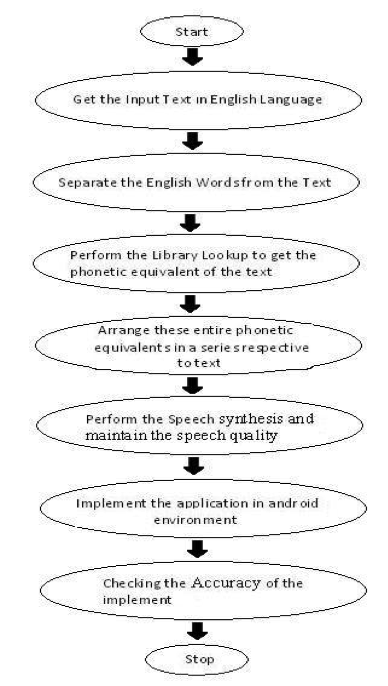 Start
Get the Input Text in English Language
Separate the English Words from the Text
Perform the Library Lookup to get the
phonetic equivalent of the text
Arrange these entire phonetic
equivalents in a series respective
to text
Perform the Speech synthesis and
maintain the speech quality
Implement the application in android
environment
Checking the Accuracy of the
implement
Stop